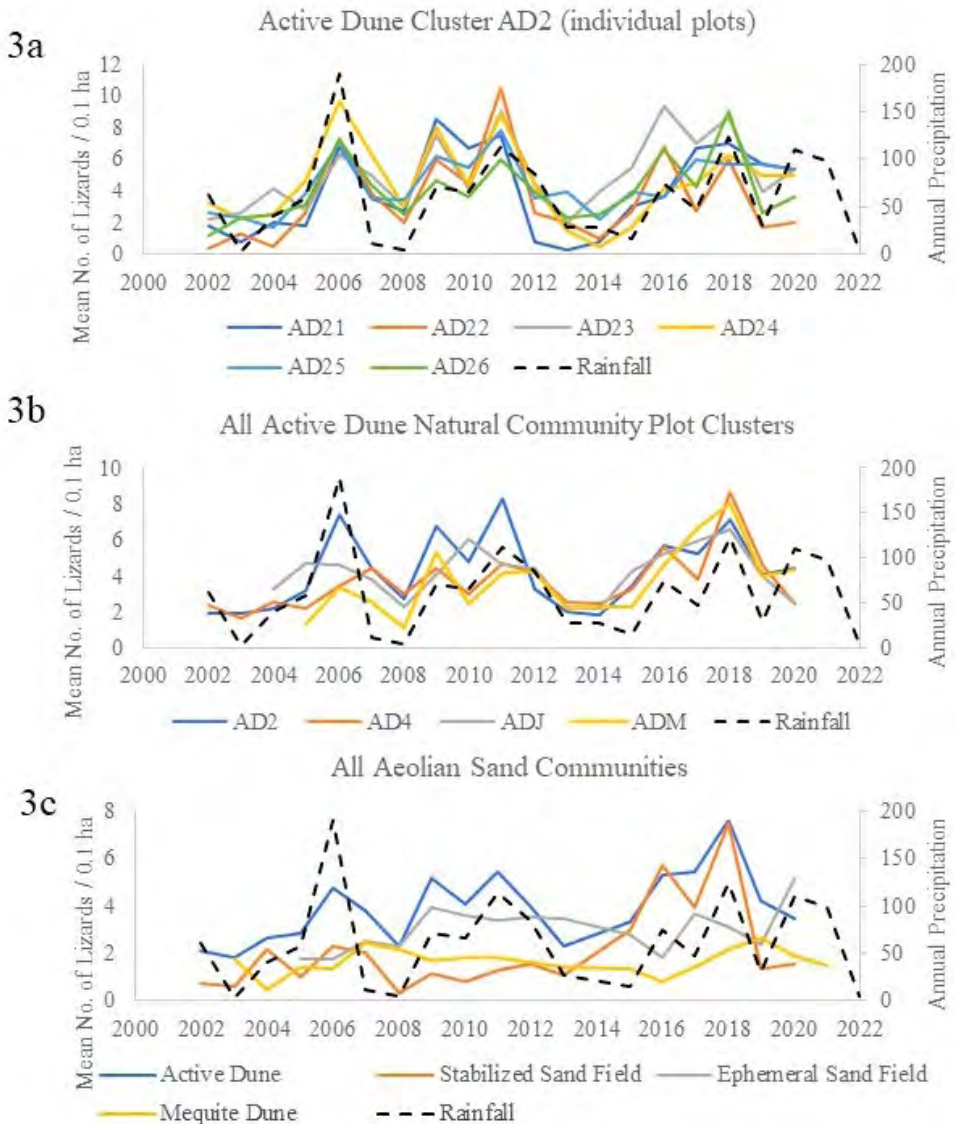 3a
Active Dune Cluster AD2 (individual plots)
Mean No. of Lizards / 0.1 ha
12
10
8
6
4
2
0
200
150
100
50
0
Annual Precipitation
2000 2002 2004 2006 2008 2010 2012 2014 2016 2018 2020 2022
AD21 AD22 AD23 AD24
AD25 AD26 Rainfall
3b
All Active Dune Natural Community Plot Clusters
Mean No. of Lizards / 0.1 ha
10
8
6
4
2
0
200
150
100
50
0
Annual Precipitation
2000 2002 2004 2006 2008 2010 2012 2014 2016 2018 2020 2022
AD2 AD4 ADJ ADM Rainfall
3c
All Aeolian Sand Communities
Mean No. of Lizards / 0.1 ha
8
6
4
2
0
200
150
100
50
0
Annual Precipitation
2000 2002 2004 2006 2008 2010 2012 2014 2016 2018 2020 2022
Active Dune Stabilized Sand Field Ephemeral Sand Field
Mequite Dune Rainfall